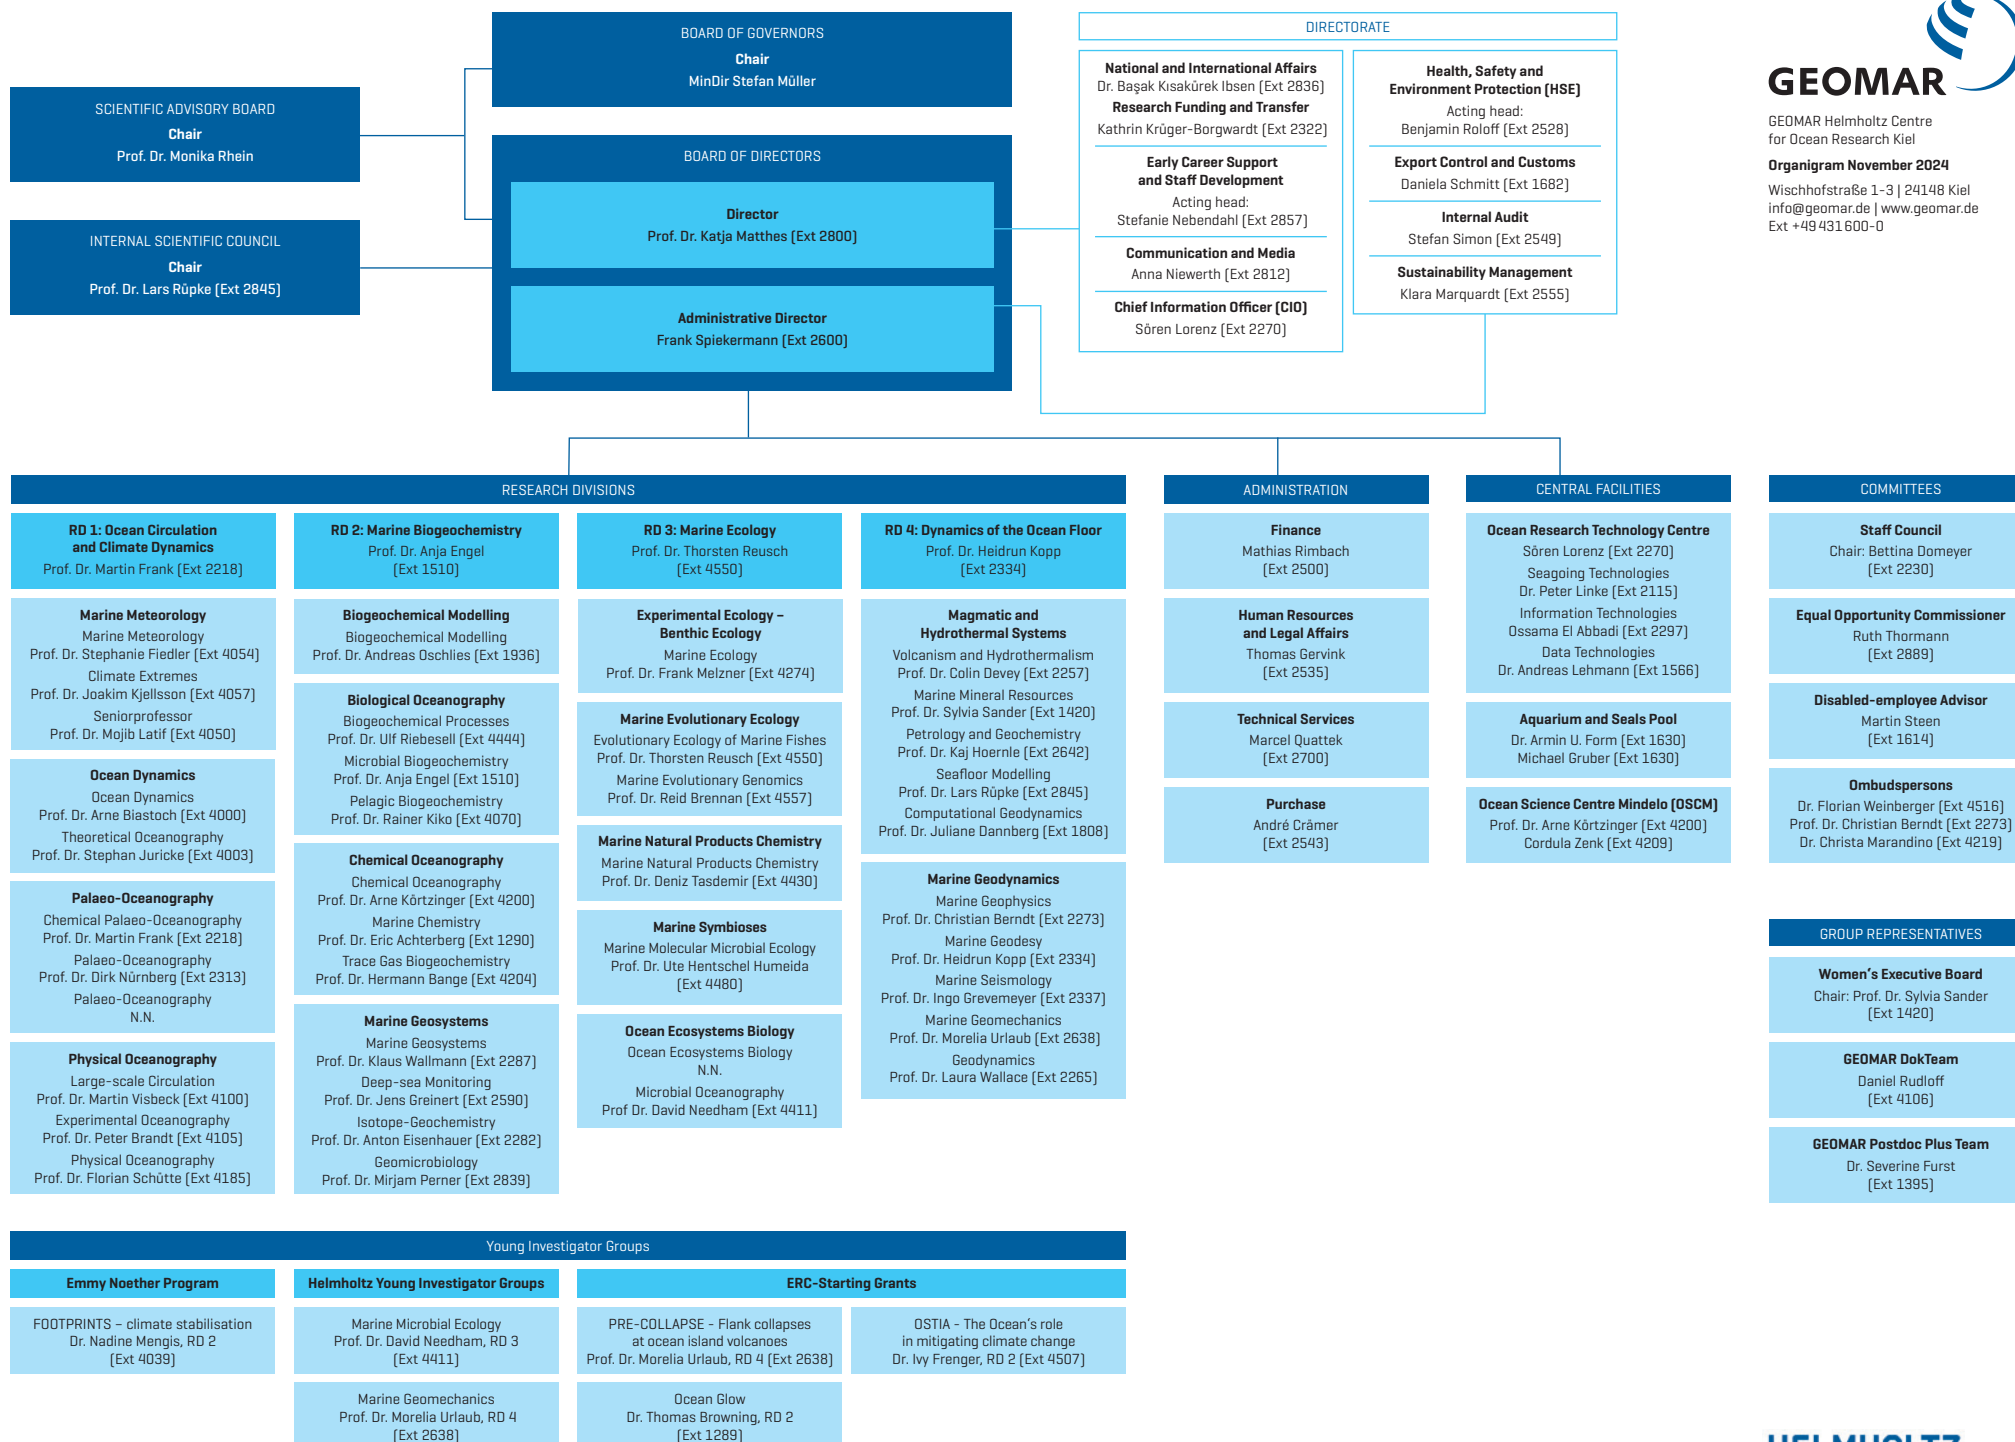 BOARD OF GOVERNORS
Chair
MinDir Stefan Müller
SCIENTIFIC ADVISORY BOARD
Chair
Prof. Dr. Monika Rhein
INTERNAL SCIENTIFIC COUNCIL
Chair
Prof. Dr. Lars Rüpke (Ext 2845)
BOARD OF DIRECTORS
Director
Prof. Dr. Katja Matthes (Ext 2800)
Administrative Director
Frank Spiekermann (Ext 2600)
DIRECTORATE
National and International Affairs
Dr. Başak Kısakürek Ibsen (Ext 2836)
Research Funding and Transfer
Kathrin Krüger-Borgwardt (Ext 2322)
Early Career Support
and Staff Development
Acting head:
Stefanie Nebendahl (Ext 2857)
Communication and Media
Anna Niewerth (Ext 2812)
Chief Information Officer (CIO)
Sören Lorenz (Ext 2270)
Health, Safety and
Environment Protection (HSE)
Acting head:
Benjamin Roloff (Ext 2528)
Export Control and Customs
Daniela Schmitt (Ext 1682)
Internal Audit
Stefan Simon (Ext 2549)
Sustainability Management
Klara Marquardt (Ext 2555)
GEOMAR
GEOMAR Helmholtz Centre
for Ocean Research Kiel
Organigram November 2024
Wischhofstraße 1-3 | 24148 Kiel
info@geomar.de | www.geomar.de
Ext +49 431 600-0
RESEARCH DIVISIONS
RD 1: Ocean Circulation
and Climate Dynamics
Prof. Dr. Martin Frank (Ext 2218)
Marine Meteorology
Marine Meteorology
Prof. Dr. Stephanie Fiedler (Ext 4054)
Climate Extremes
Prof. Dr. Joakim Kjellsson (Ext 4057)
Seniorprofessor
Prof. Dr. Mojib Latif (Ext 4050)
Ocean Dynamics
Ocean Dynamics
Prof. Dr. Arne Biastoch (Ext 4000)
Theoretical Oceanography
Prof. Dr. Stephan Juricke (Ext 4003)
Palaeo-Oceanography
Chemical Palaeo-Oceanography
Prof. Dr. Martin Frank (Ext 2218)
Palaeo-Oceanography
Prof. Dr. Dirk Nürnberg (Ext 2313)
Palaeo-Oceanography
N.N.
Physical Oceanography
Large-scale Circulation
Prof. Dr. Martin Visbeck (Ext 4100)
Experimental Oceanography
Prof. Dr. Peter Brandt (Ext 4105)
Physical Oceanography
Prof. Dr. Florian Schütte (Ext 4185)
RD 2: Marine Biogeochemistry
Prof. Dr. Anja Engel
(Ext 1510)
Biogeochemical Modelling
Biogeochemical Modelling
Prof. Dr. Andreas Oschlies (Ext 1936)
Biological Oceanography
Biogeochemical Processes
Prof. Dr. Ulf Riebesell (Ext 4444)
Microbial Biogeochemistry
Prof. Dr. Anja Engel (Ext 1510)
Pelagic Biogeochemistry
Prof. Dr. Rainer Kiko (Ext 4070)
Chemical Oceanography
Chemical Oceanography
Prof. Dr. Arne Körtzinger (Ext 4200)
Marine Chemistry
Prof. Dr. Eric Achterberg (Ext 1290)
Trace Gas Biogeochemistry
Prof. Dr. Hermann Bange (Ext 4204)
Marine Geosystems
Marine Geosystems
Prof. Dr. Klaus Wallmann (Ext 2287)
Deep-sea Monitoring
Prof. Dr. Jens Greinert (Ext 2590)
Isotope-Geochemistry
Prof. Dr. Anton Eisenhauer (Ext 2282)
Geomicrobiology
Prof. Dr. Mirjam Perner (Ext 2839)
RD 3: Marine Ecology
Prof. Dr. Thorsten Reusch
(Ext 4550)
Experimental Ecology –
Benthic Ecology
Marine Ecology
Prof. Dr. Frank Melzner (Ext 4274)
Marine Evolutionary Ecology
Evolutionary Ecology of Marine Fishes
Prof. Dr. Thorsten Reusch (Ext 4550)
Marine Evolutionary Genomics
Prof. Dr. Reid Brennan (Ext 4557)
Marine Natural Products Chemistry
Marine Natural Products Chemistry
Prof. Dr. Deniz Tasdemir (Ext 4430)
Marine Symbioses
Marine Molecular Microbial Ecology
Prof. Dr. Ute Hentschel Humeida
(Ext 4480)
Ocean Ecosystems Biology
Ocean Ecosystems Biology
N.N.
Microbial Oceanography
Prof Dr. David Needham (Ext 4411)
RD 4: Dynamics of the Ocean Floor
Prof. Dr. Heidrun Kopp
(Ext 2334)
Magmatic and
Hydrothermal Systems
Volcanism and Hydrothermalism
Prof. Dr. Colin Devey (Ext 2257)
Marine Mineral Resources
Prof. Dr. Sylvia Sander (Ext 1420)
Petrology and Geochemistry
Prof. Dr. Kaj Hoernle (Ext 2642)
Seafloor Modelling
Prof. Dr. Lars Rüpke (Ext 2845)
Computational Geodynamics
Prof. Dr. Juliane Dannberg (Ext 1808)
Marine Geodynamics
Marine Geophysics
Prof. Dr. Christian Berndt (Ext 2273)
Marine Geodesy
Prof. Dr. Heidrun Kopp (Ext 2334)
Marine Seismology
Prof. Dr. Ingo Grevemeyer (Ext 2337)
Marine Geomechanics
Prof. Dr. Morelia Urlaub (Ext 2638)
Geodynamics
Prof. Dr. Laura Wallace (Ext 2265)
ADMINISTRATION
Finance
Mathias Rimbach
(Ext 2500)
Human Resources
and Legal Affairs
Thomas Gervink
(Ext 2535)
Technical Services
Marcel Quattek
(Ext 2700)
Purchase
André Crämer
(Ext 2543)
CENTRAL FACILITIES
Ocean Research Technology Centre
Sören Lorenz (Ext 2270)
Seagoing Technologies
Dr. Peter Linke (Ext 2115)
Information Technologies
Ossama El Abbadi (Ext 2297)
Data Technologies
Dr. Andreas Lehmann (Ext 1566)
Aquarium and Seals Pool
Dr. Armin U. Form (Ext 1630)
Michael Gruber (Ext 1630)
Ocean Science Centre Mindelo (OSCM)
Prof. Dr. Arne Körtzinger (Ext 4200)
Cordula Zenk (Ext 4209)
COMMITTEES
Staff Council
Chair: Bettina Domeyer
(Ext 2230)
Equal Opportunity Commissioner
Ruth Thormann
(Ext 2889)
Disabled-employee Advisor
Martin Steen
(Ext 1614)
Ombudspersons
Dr. Florian Weinberger (Ext 4516)
Prof. Dr. Christian Berndt (Ext 2273)
Dr. Christa Marandino (Ext 4219)
GROUP REPRESENTATIVES
Women's Executive Board
Chair: Prof. Dr. Sylvia Sander
(Ext 1420)
GEOMAR DokTeam
Daniel Rudloff
(Ext 4106)
GEOMAR Postdoc Plus Team
Dr. Severine Furst
(Ext 1395)
Young Investigator Groups
Emmy Noether Program
FOOTPRINTS – climate stabilisation
Dr. Nadine Mengis, RD 2
(Ext 4039)
Helmholtz Young Investigator Groups
Marine Microbial Ecology
Prof. Dr. David Needham, RD 3
(Ext 4411)
Marine Geomechanics
Prof. Dr. Morelia Urlaub, RD 4
(Ext 2638)
ERC-Starting Grants
PRE-COLLAPSE - Flank collapses
at ocean island volcanoes
Prof. Dr. Morelia Urlaub, RD 4 (Ext 2638)
OSTIA - The Ocean's role
in mitigating climate change
Dr. Ivy Frenger, RD 2 (Ext 4507)
Ocean Glow
Dr. Thomas Browning, RD 2
(Ext 1289)
HELMHOLTZ